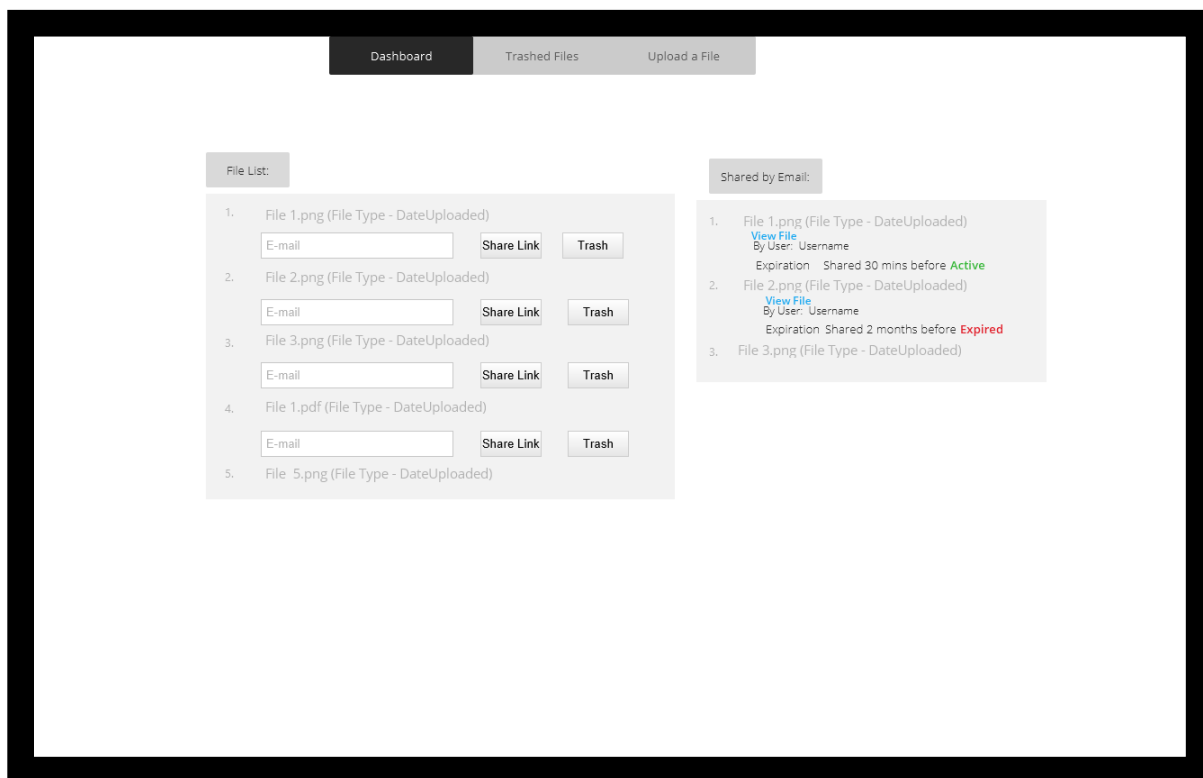 Dashboard Trashed Files Upload a File
File List:
1. File 1.png (File Type - DateUploaded)
E-mail Share Link Trash
2. File 2.png (File Type - DateUploaded)
E-mail Share Link Trash
3. File 3.png (File Type - DateUploaded)
E-mail Share Link Trash
4. File 1.pdf (File Type - DateUploaded)
E-mail Share Link Trash
5. File 5.png (File Type - DateUploaded)
Shared by Email:
1. File 1.png (File Type - DateUploaded)
View File
By User: Username
Expiration Shared 30 mins before Active
2. File 2.png (File Type - DateUploaded)
View File
By User: Username
Expiration Shared 2 months before Expired
3. File 3.png (File Type - DateUploaded)